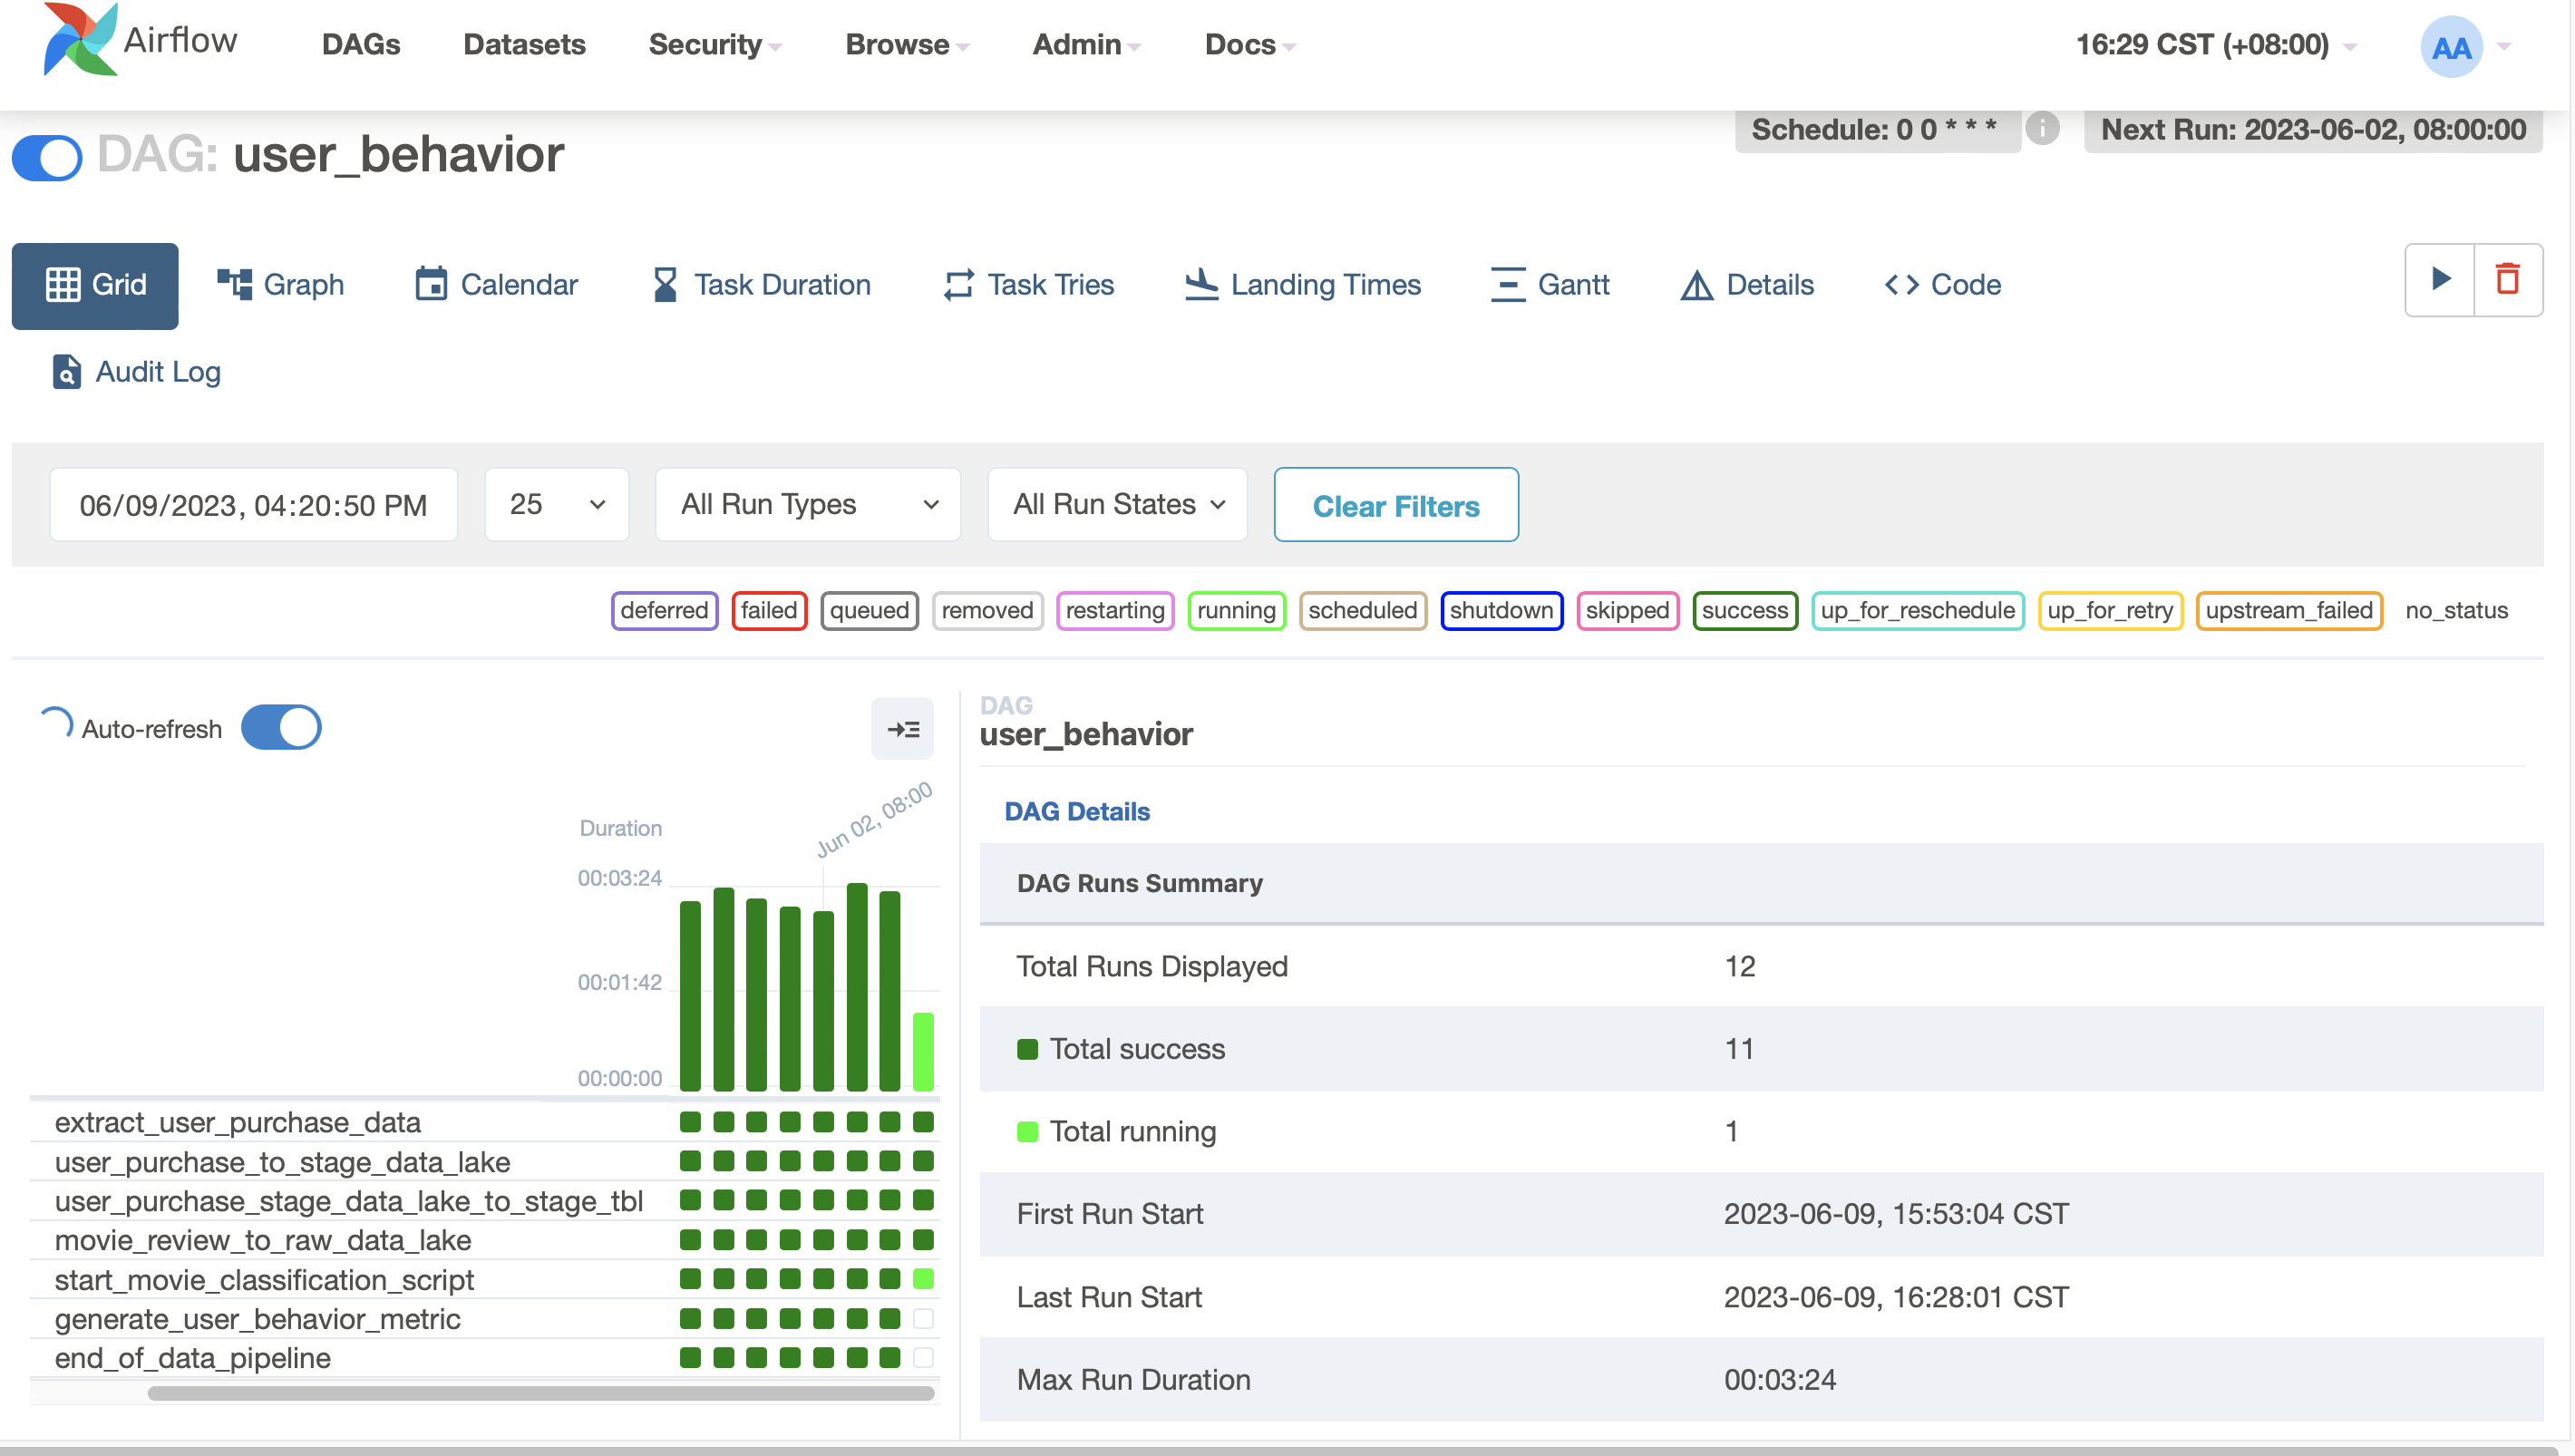 Airflow DAGs Datasets Security Browse Admin Docs 16:29 CST (+08:00) AA
Schedule: 0 0 * * * i Next Run: 2023-06-02, 08:00:00
DAG: user_behavior
Grid Graph Calendar Task Duration Task Tries Landing Times Gantt Details Code
Audit Log
06/09/2023, 04:20:50 PM 25 All Run Types All Run States Clear Filters
deferred failed queued removed restarting running scheduled shutdown skipped success up_for_reschedule up_for_retry upstream_failed no_status
Auto-refresh
Duration
Jun 02, 08:00
00:03:24
00:01:42
00:00:00
extract_user_purchase_data
user_purchase_to_stage_data_lake
user_purchase_stage_data_lake_to_stage_tbl
movie_review_to_raw_data_lake
start_movie_classification_script
generate_user_behavior_metric
end_of_data_pipeline
DAG
user_behavior
DAG Details
DAG Runs Summary
Total Runs Displayed 12
Total success 11
Total running 1
First Run Start 2023-06-09, 15:53:04 CST
Last Run Start 2023-06-09, 16:28:01 CST
Max Run Duration 00:03:24